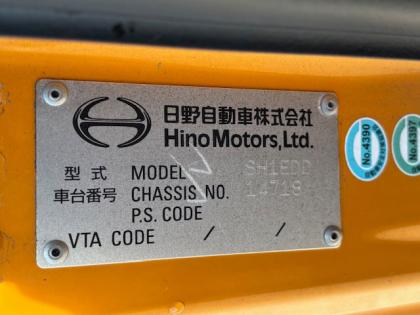 日野自動車株式会社
Hino Motors, Ltd.
型式 MODEL SH1EDD
車台番号 CHASSIS NO. 14718
P.S. CODE
VTA CODE / /
No.4390
No.4397